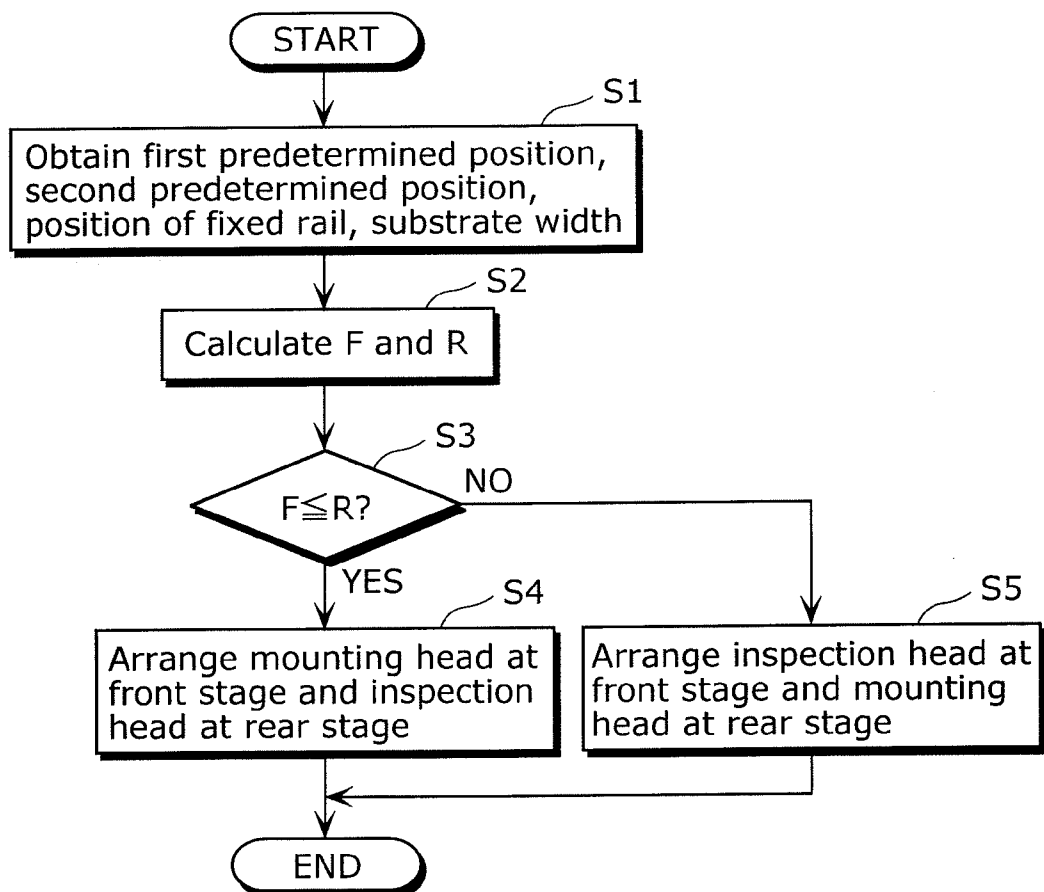 START
S1
Obtain first predetermined position,
second predetermined position,
position of fixed rail, substrate width
S2
Calculate F and R
S3
F≦R?
NO
YES
S4
Arrange mounting head at
front stage and inspection
head at rear stage
S5
Arrange inspection head at
front stage and mounting
head at rear stage
END